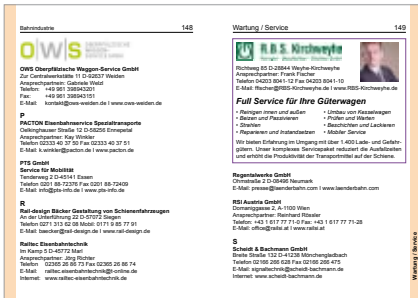 Bahnindustrie 148
OWS
OBERPFÄLZISCHE
WAGGON-
SERVICE GMBH
OWS Oberpfälzische Waggon-Service GmbH
Zur Centralwerkstätte 11 D-92637 Weiden
Ansprechpartnerin: Gabriele Welzl
Telefon: +49 961 398943201
Fax: +49 961 398943151
E-Mail: kontakt@ows-weiden.de I www.ows-weiden.de
P
PACTON Eisenbahnservice Spezialtransporte
Oelkinghauser Straße 12 D-58256 Ennepetal
Ansprechpartner: Kay Winkler
Telefon 02333 40 37 50 Fax 02333 40 37 51
E-Mail: k.winkler@pacton.de I www.pacton.de
PTS GmbH
Service für Mobilität
Tenderweg 2 D-45141 Essen
Telefon 0201 88-72376 Fax 0201 88-72409
E-Mail: info@pts-info.de I www.pts-info.de
R
Rail-design Bäcker Gestaltung von Schienenfahrzeugen
An der Unterführung 22 D-57072 Siegen
Telefon 0271 313 62 08 Mobil: 0171 9 85 77 91
E-Mail: baecker@rail-design.de I www.rail-design.de
Railtec Eisenbahntechnik
Im Kamp 5 D-45772 Marl
Ansprechpartner: Jörg Richter
Telefon 02365 26 86 73 Fax 02365 26 86 74
E-Mail: railtec.eisenbahntechnik@t-online.de
Internet: www.railtec-eisenbahntechnik.de
Wartung / Service 149
R.B.S. Kirchweyhe
Richtweg 85 D-28844 Weyhe-Kirchweyhe
Ansprechpartner: Frank Fischer
Telefon 04203 8041-12 Fax 04203 8041-10
E-Mail: ffischer@RBS-Kirchweyhe.de I www.RBS-Kirchweyhe.de
Full Service für Ihre Güterwagen
• Reinigen innen und außen • Umbau von Kesselwagen
• Beizen und Passivieren • Prüfen und Warten
• Strahlen • Beschichten und Lackieren
• Reparieren und Instandsetzen • Mobiler Service
Wir bieten Erfahrung im Umgang mit über 1.400 Lade- und Gefahr-
gütern. Unser komplexes Servicepaket reduziert die Ausfallzeiten
und erhöht die Produktivität der Transportmittel auf der Schiene.
Regentalwerke GmbH
Ohmstraße 2 D-08496 Neumark
E-Mail: presse@laenderbahn.com I www.laenderbahn.com
RSI Austria GmbH
Domaniggasse 2, A-1100 Wien
Ansprechpartner: Reinhard Rössler
Telefon: +43 1 617 77 71-0 Fax: +43 1 617 77 71-28
E-Mail: office@railsl.at I www.railsl.at
S
Scheidt & Bachmann GmbH
Breite Straße 132 D-41238 Mönchengladbach
Telefon 02166 266 628 Fax 02166 266 475
E-Mail: signaltechnik@scheidt-bachmann.de
Internet: www.scheidt-bachmann.de
Wartung / Service